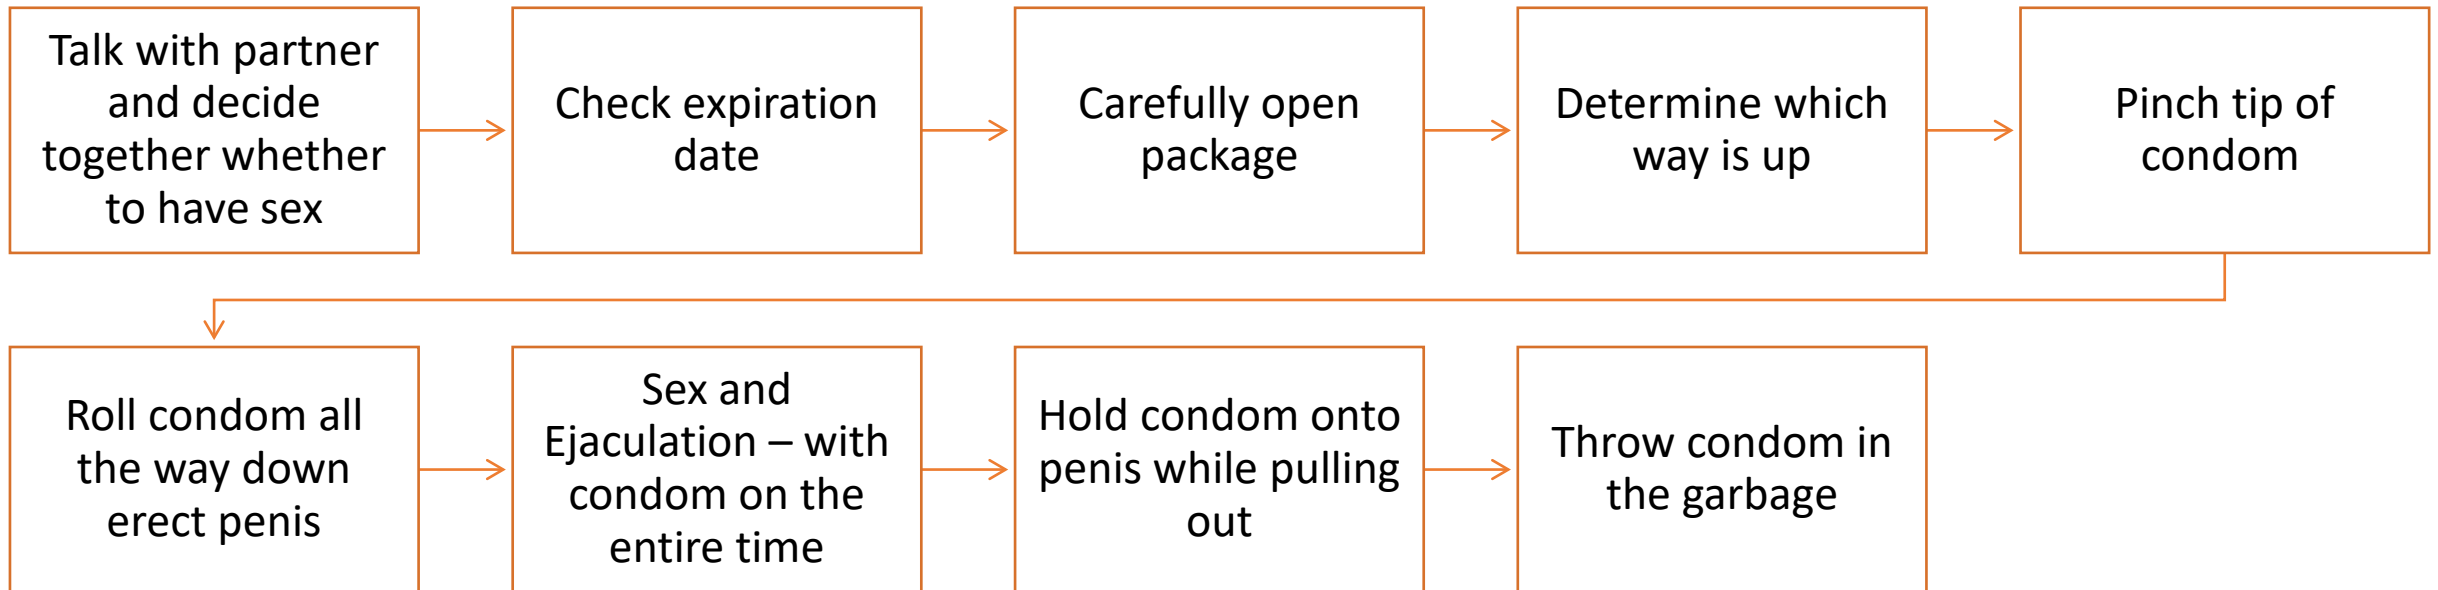 Talk with partner
and decide
together whether
to have sex
Check expiration
date
Carefully open
package
Determine which
way is up
Pinch tip of
condom
Roll condom all
the way down
erect penis
Sex and
Ejaculation – with
condom on the
entire time
Hold condom onto
penis while pulling
out
Throw condom in
the garbage